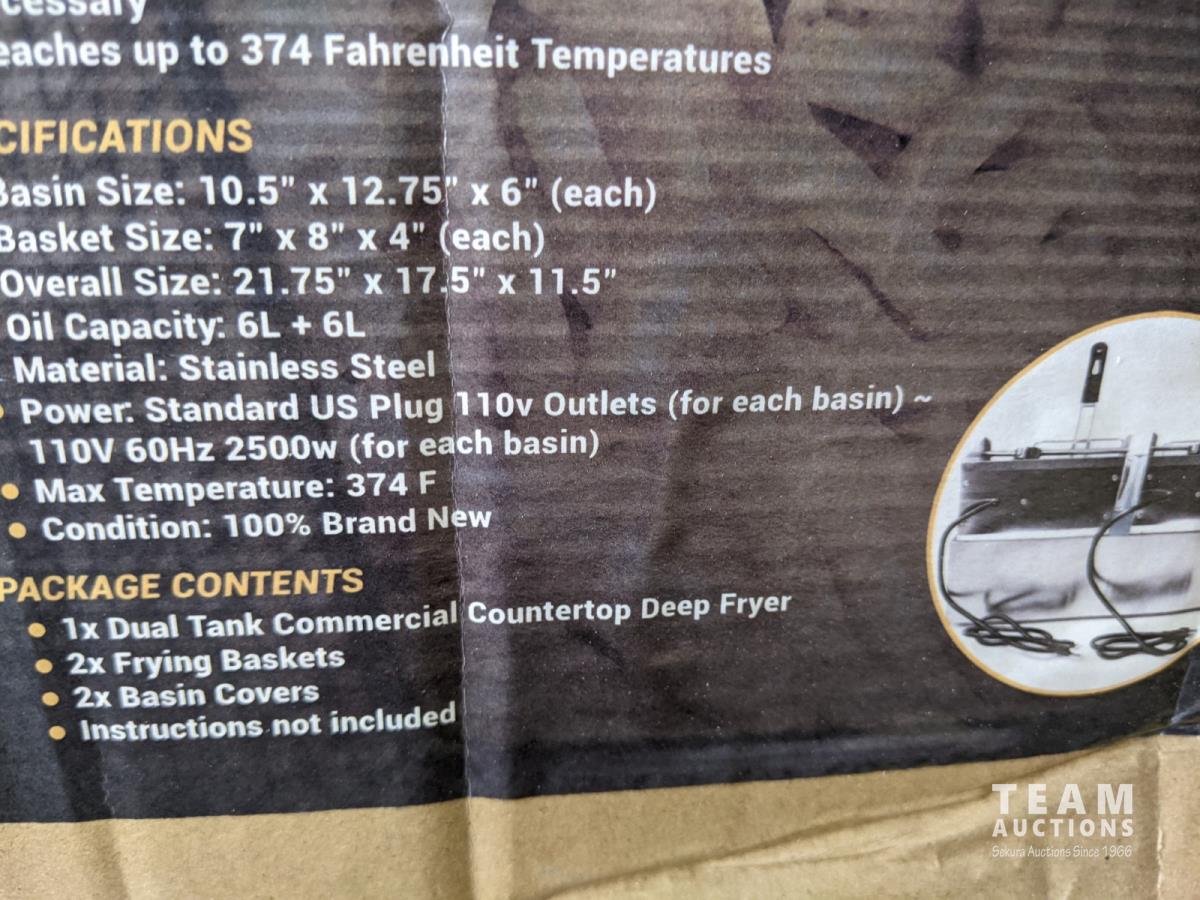 cessary
eaches up to 374 Fahrenheit Temperatures
CIFICATIONS
Basin Size: 10.5" x 12.75" x 6" (each)
Basket Size: 7" x 8" x 4" (each)
Overall Size: 21.75" x 17.5" x 11.5"
Oil Capacity: 6L + 6L
Material: Stainless Steel
• Power: Standard US Plug 110v Outlets (for each basin) ~
110V 60Hz 2500w (for each basin)
• Max Temperature: 374 F
• Condition: 100% Brand New
PACKAGE CONTENTS
• 1x Dual Tank Commercial Countertop Deep Fryer
• 2x Frying Baskets
• 2x Basin Covers
• Instructions not included
TEAM
AUCTIONS
Sekura Auctions Since 1966